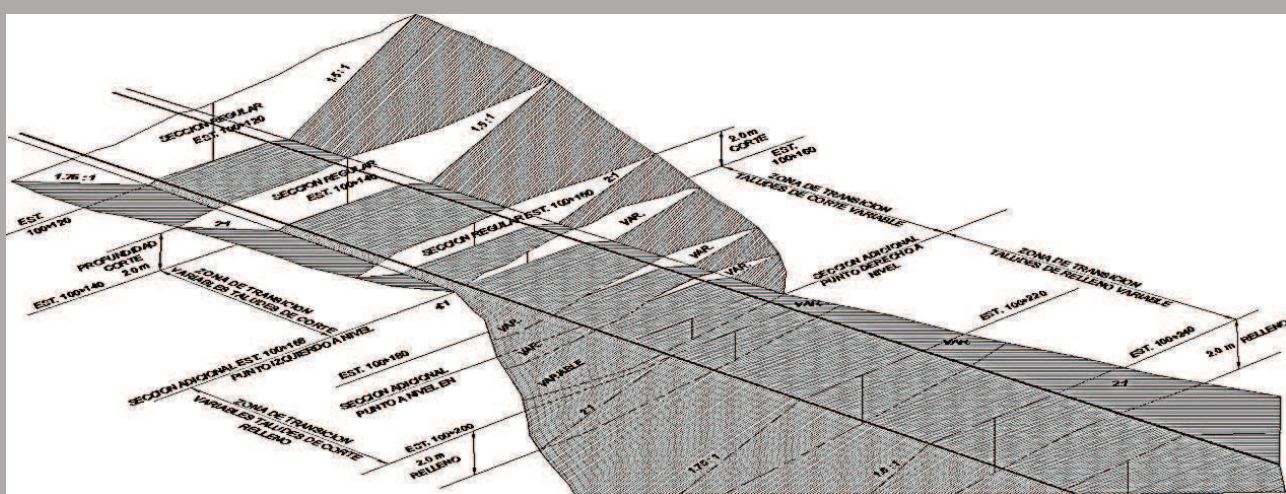 1.5 : 1
SECCION REGULAR
EST. 100+120
1.5 : 1
2.0 m
CORTE
EST.
100+160
1.75 : 1
SECCION REGULAR
EST. 100+140
2:1
ZONA DE TRANSICION
TALUDES DE CORTE VARIABLE
EST.
100+120
2:1
SECCION REGULAR EST. 100+160
VAR.
VAR.
VAR.
PROFUNDIDAD
CORTE
2.0 m
SECCION ADICIONAL
PUNTO DERECHO A
NIVEL
ZONA DE TRANSICION
TALUDES DE RELLENO VARIABLE
EST. 100+140
ZONA DE TRANSICION
VARIABLES TALUDES DE CORTE
4:1
VAR.
EST. 100+220
VAR.
EST. 100+240
2.0 m
RELLENO
SECCION ADICIONAL EST. 100+165
PUNTO IZQUIERDO A NIVEL
VAR.
VAR.
EST. 100+180
VARIABLE
SECCION ADICIONAL
PUNTO A NIVEL EN
2:1
2:1
ZONA DE TRANSICION
VARIABLES TALUDES DE CORTE
RELLENO
EST. 100+200
2.0 m
RELLENO
1.75 : 1